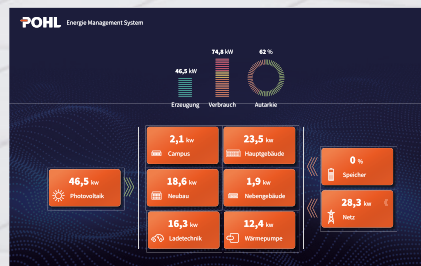 POHL Energie Management System
74,8 kW
62 %
46,5 kW
Erzeugung Verbrauch Autarkie
2,1 kW
Campus
23,5 kW
Hauptgebäude
46,5 kW
Photovoltaik
18,6 kW
Neubau
1,9 kW
Nebengebäude
0 %
Speicher
28,3 kW
Netz
16,3 kW
Ladetechnik
12,4 kW
Wärmepumpe